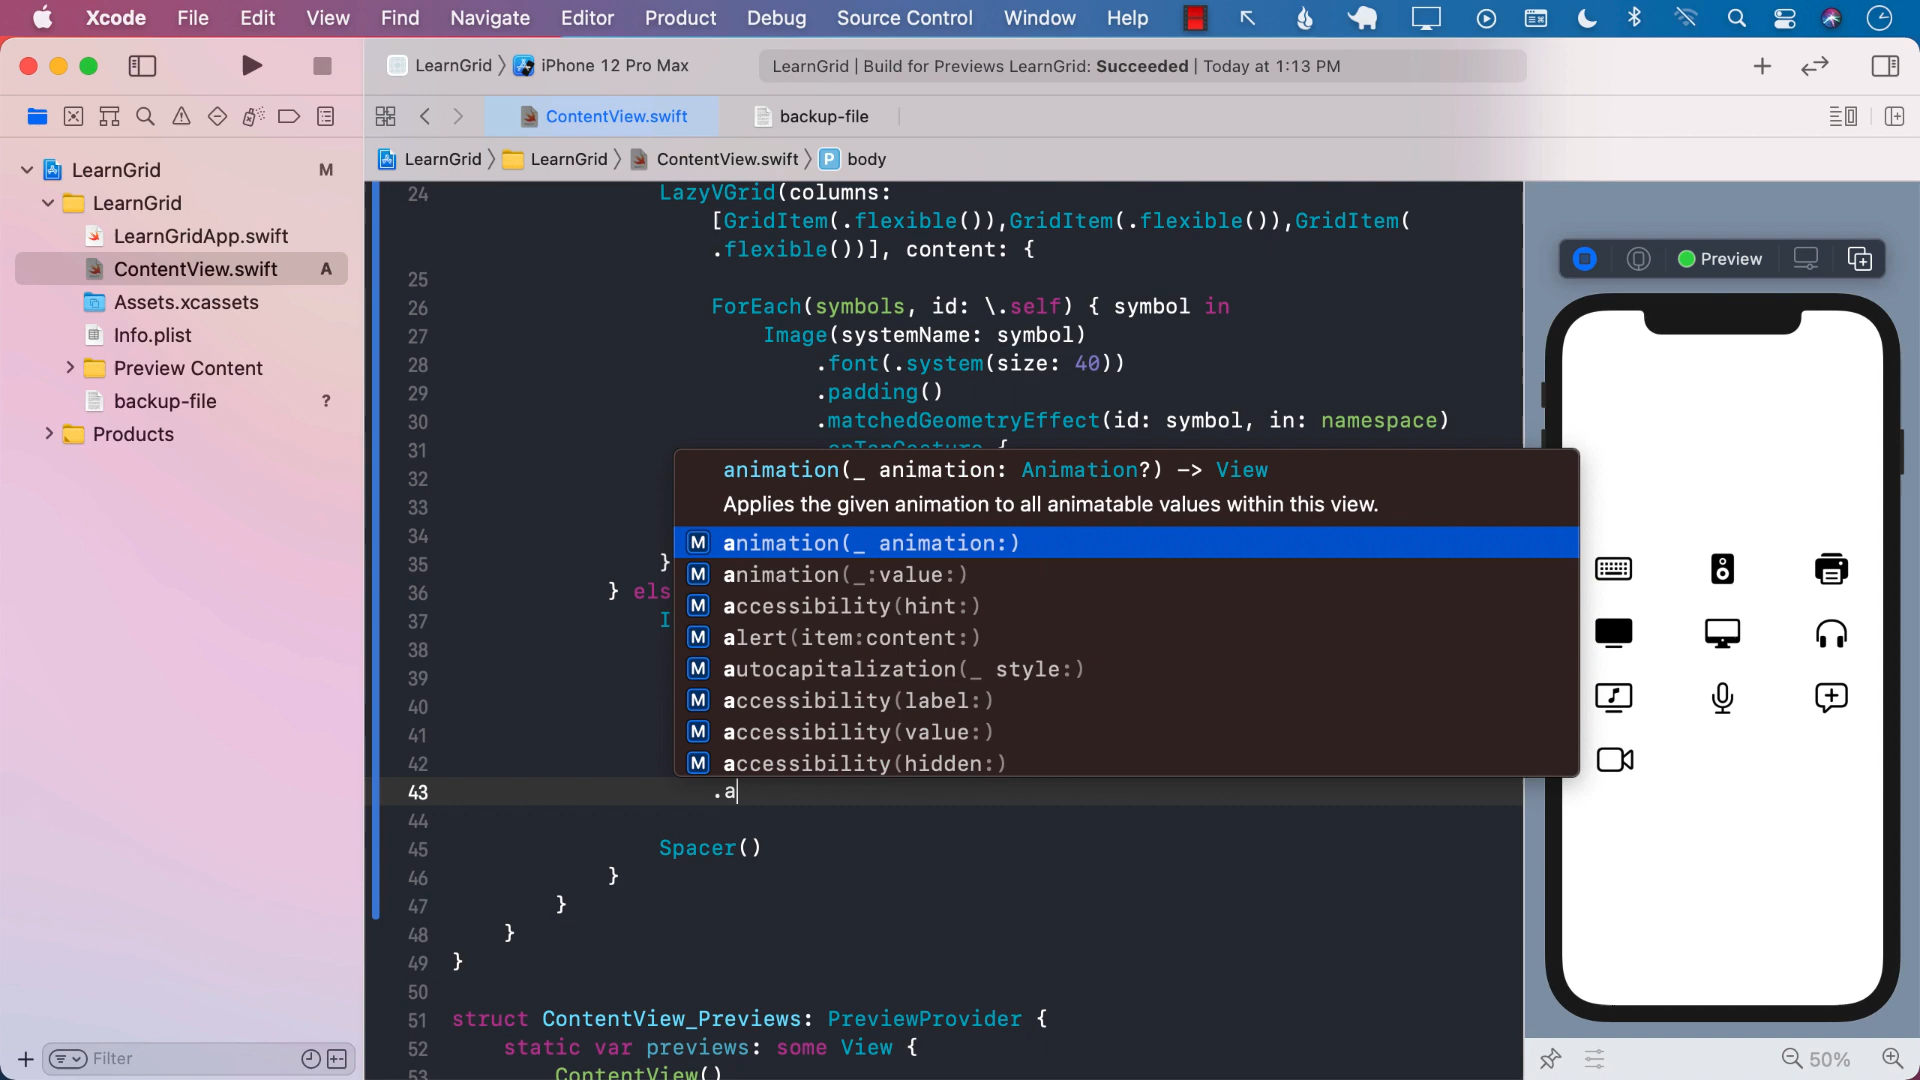 Xcode File Edit View Find Navigate Editor Product Debug Source Control Window Help
LearnGrid iPhone 12 Pro Max
LearnGrid | Build for Previews LearnGrid: Succeeded | Today at 1:13 PM
ContentView.swift
backup-file
LearnGrid LearnGrid ContentView.swift P body
LearnGrid M
LearnGrid
LearnGridApp.swift
ContentView.swift A
Assets.xcassets
Info.plist
Preview Content
backup-file ?
Products
Filter
24 LazyVGrid(columns:
[GridItem(.flexible()),GridItem(.flexible()),GridItem(
.flexible())], content: {
25
26 ForEach(symbols, id: \.self) { symbol in
27 Image(systemName: symbol)
28 .font(.system(size: 40))
29 .padding()
30 .matchedGeometryEffect(id: symbol, in: namespace)
31 .onTapGesture {
32
33
34
35 }
36 } els
37 I
38
39
40
41
42
43 .a
44
45 Spacer()
46 }
47 }
48 }
49 }
50
51 struct ContentView_Previews: PreviewProvider {
52 static var previews: some View {
53 ContentView()
animation(_ animation: Animation?) -> View
Applies the given animation to all animatable values within this view.
M animation(_ animation:)
M animation(_:value:)
M accessibility(hint:)
M alert(item:content:)
M autocapitalization(_ style:)
M accessibility(label:)
M accessibility(value:)
M accessibility(hidden:)
Preview
50%